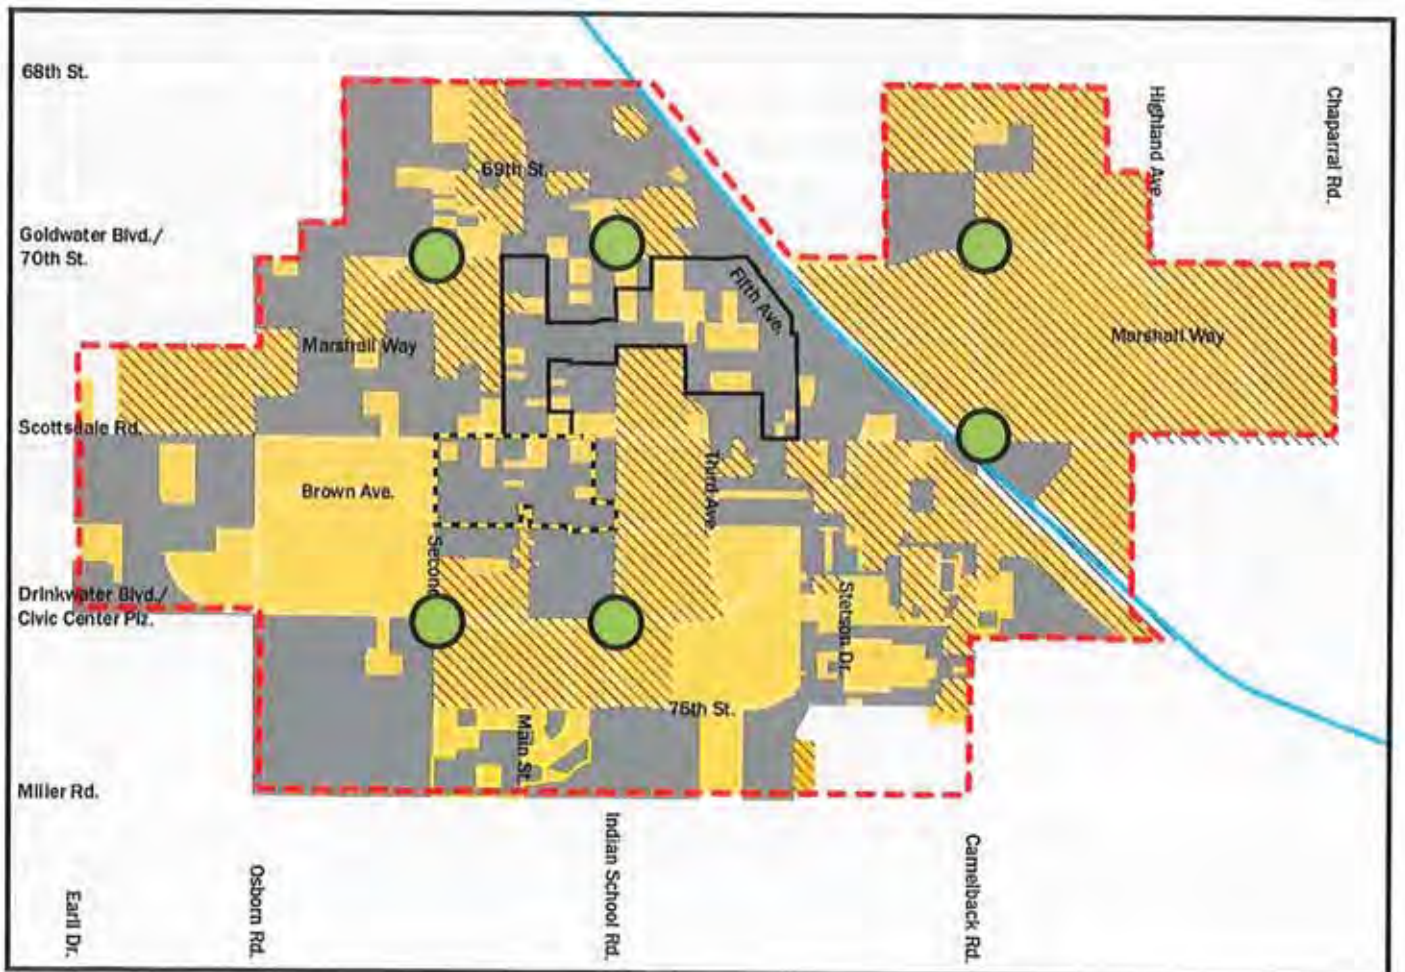 68th St.
Highland Ave
Chaparral Rd.
69th St.
Goldwater Blvd./
70th St.
Fifth Ave.
Marshall Way
Marshall Way
Scottsdale Rd.
Third Ave.
Brown Ave.
Second
Drinkwater Blvd./
Civic Center Plz.
Stetson Dr.
75th St.
Main St.
Miller Rd.
Indian School Rd.
Camelback Rd.
Osborn Rd.
Earll Dr.